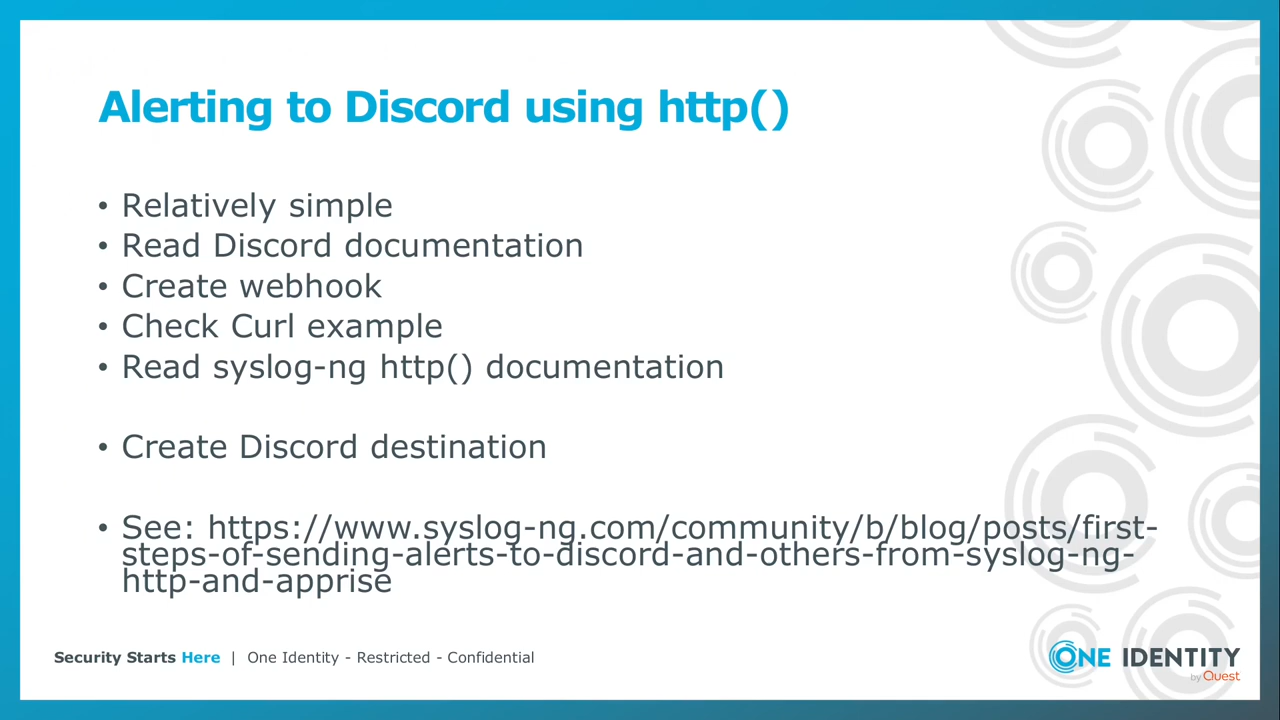 Alerting to Discord using http()
• Relatively simple
• Read Discord documentation
• Create webhook
• Check Curl example
• Read syslog-ng http() documentation
• Create Discord destination
• See: https://www.syslog-ng.com/community/b/blog/posts/first-
steps-of-sending-alerts-to-discord-and-others-from-syslog-ng-
http-and-apprise
Security Starts Here | One Identity - Restricted - Confidential
ONE IDENTITY
by Quest